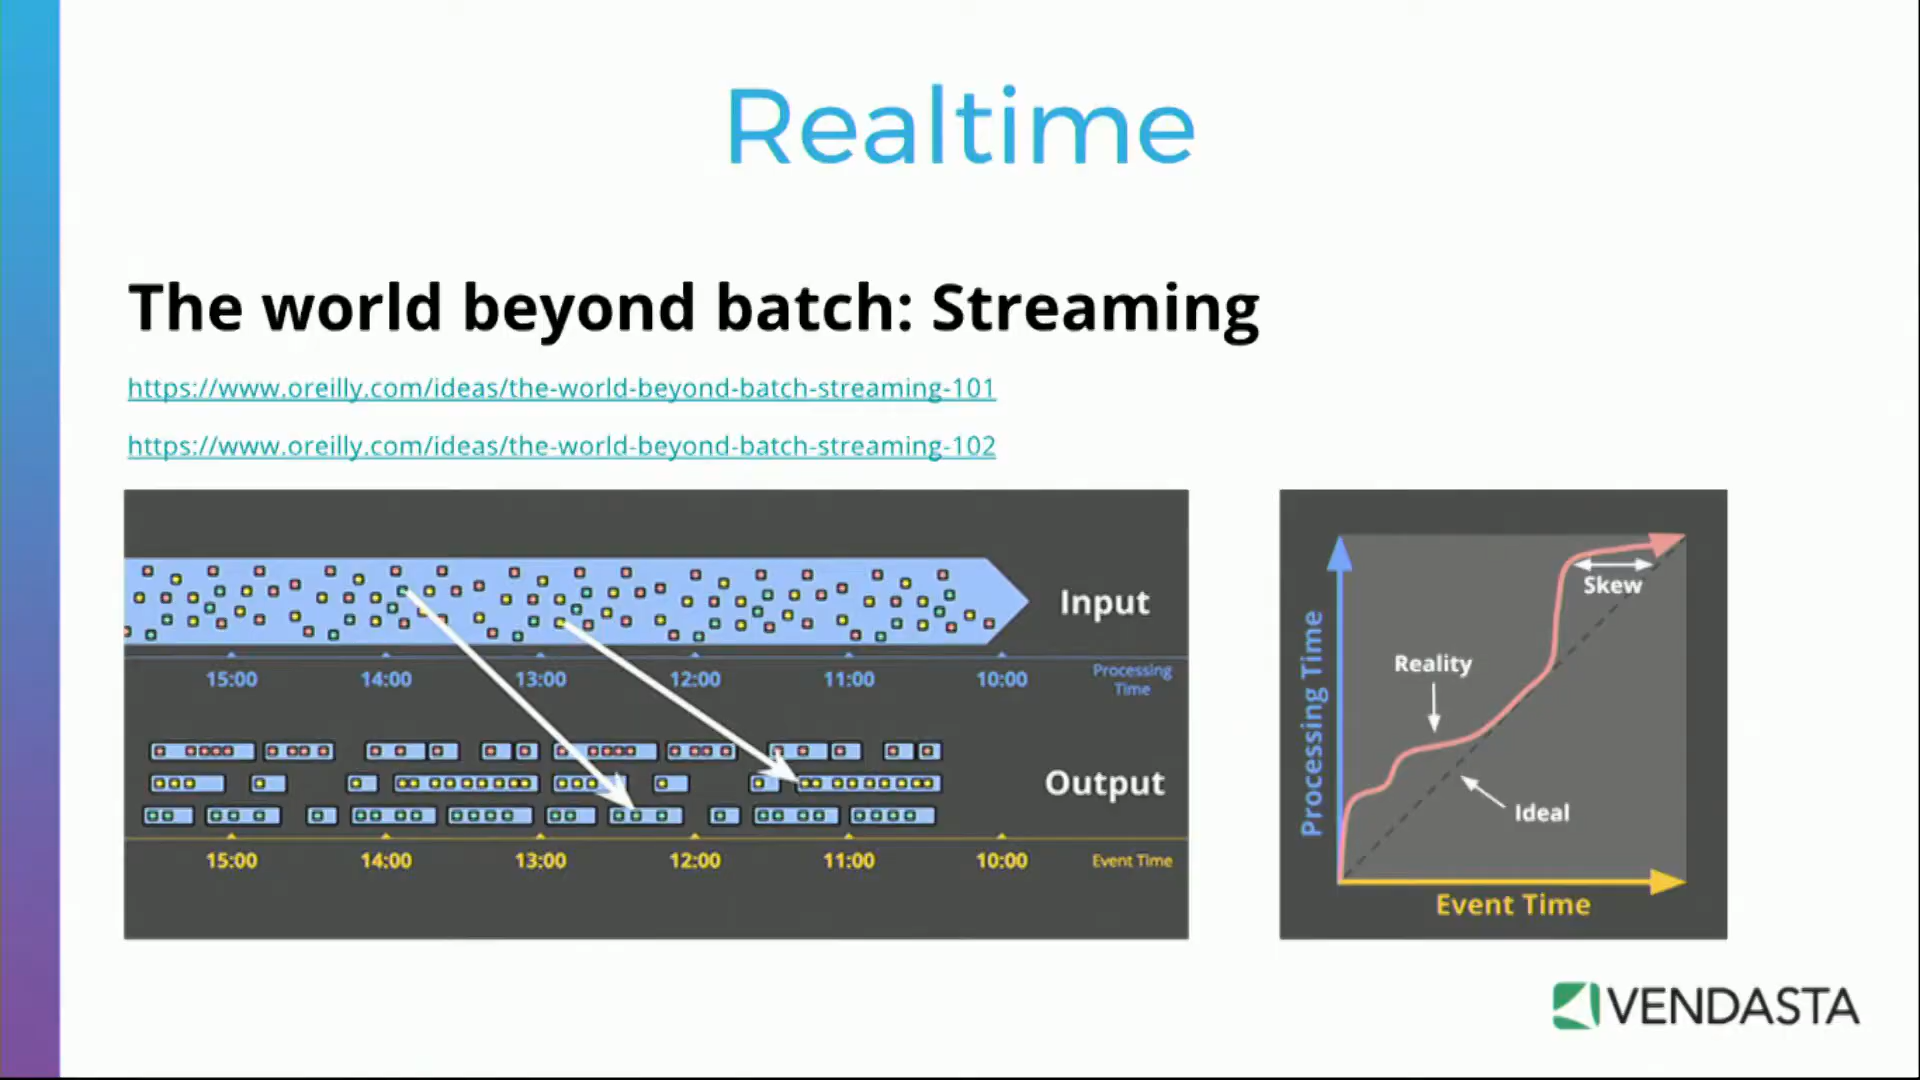 Realtime
The world beyond batch: Streaming
https://www.oreilly.com/ideas/the-world-beyond-batch-streaming-101
https://www.oreilly.com/ideas/the-world-beyond-batch-streaming-102
Input
15:00 14:00 13:00 12:00 11:00 10:00
Processing
Time
Output
15:00 14:00 13:00 12:00 11:00 10:00 Event Time
Processing Time
Skew
Reality
Ideal
Event Time
VENDASTA